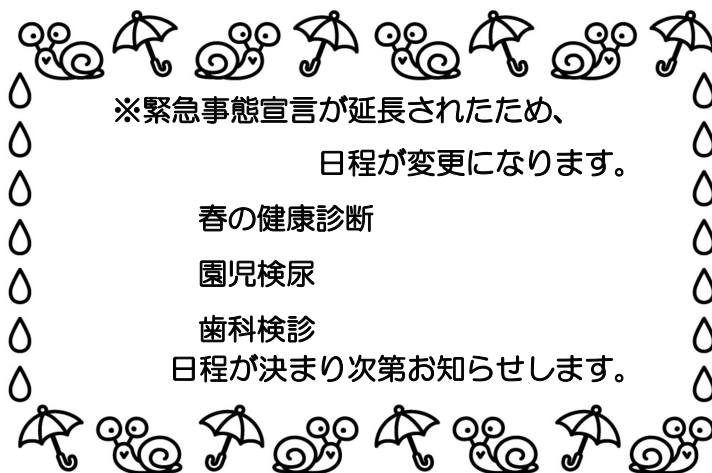 ※緊急事態宣言が延長されたため、
日程が変更になります。
春の健康診断
園児検尿
歯科検診
日程が決まり次第お知らせします。